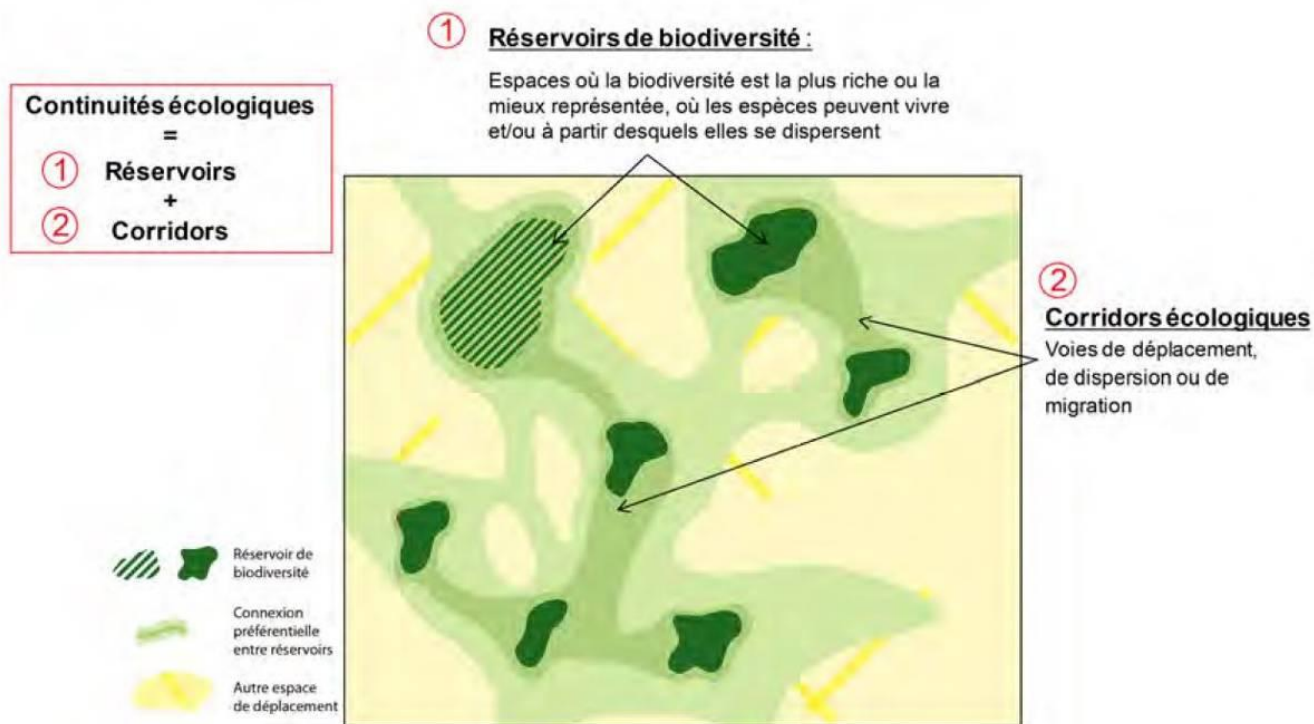 ① Réservoirs de biodiversité :
Espaces où la biodiversité est la plus riche ou la
mieux représentée, où les espèces peuvent vivre
et/ou à partir desquels elles se dispersent
Continuités écologiques
=
① Réservoirs
+
② Corridors
②
Corridors écologiques
Voies de déplacement,
de dispersion ou de
migration
Réservoir de
biodiversité
Connexion
préférentielle
entre réservoirs
Autre espace
de déplacement